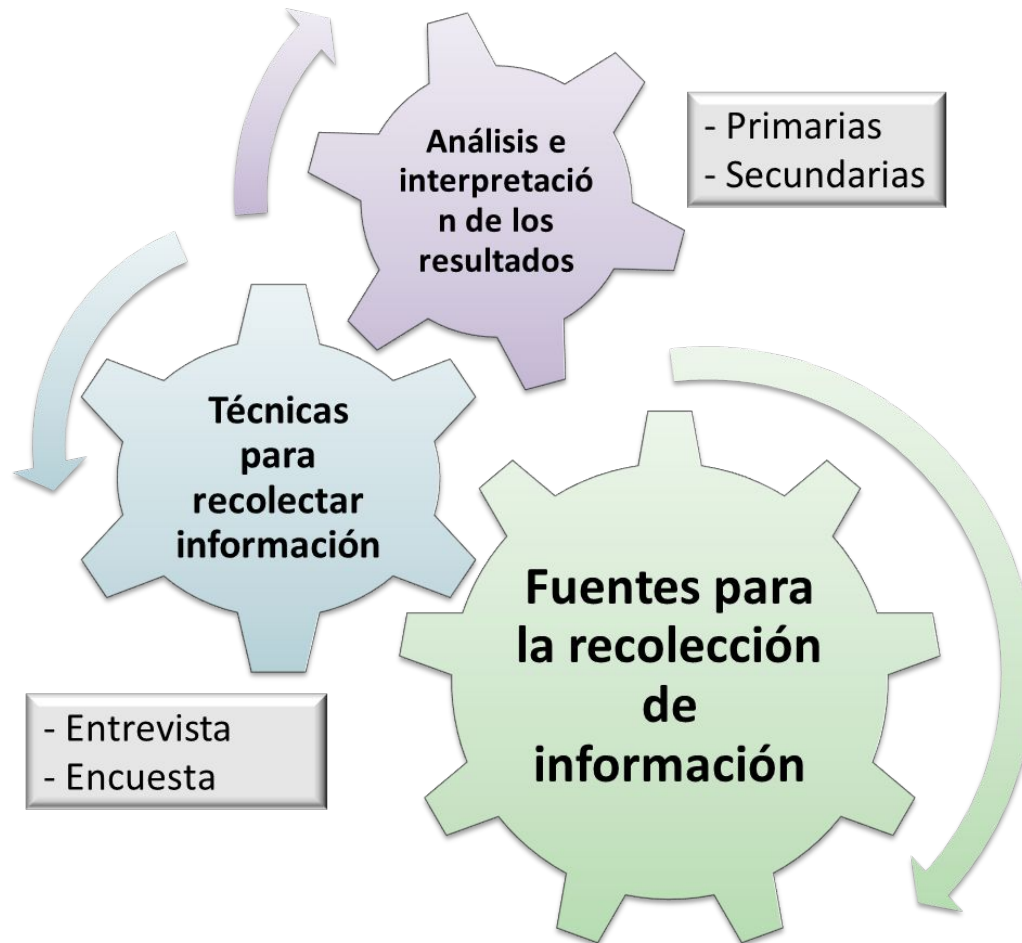 Análisis e
interpretació
n de los
resultados
- Primarias
- Secundarias
Técnicas
para
recolectar
información
Fuentes para
la recolección
de
información
- Entrevista
- Encuesta